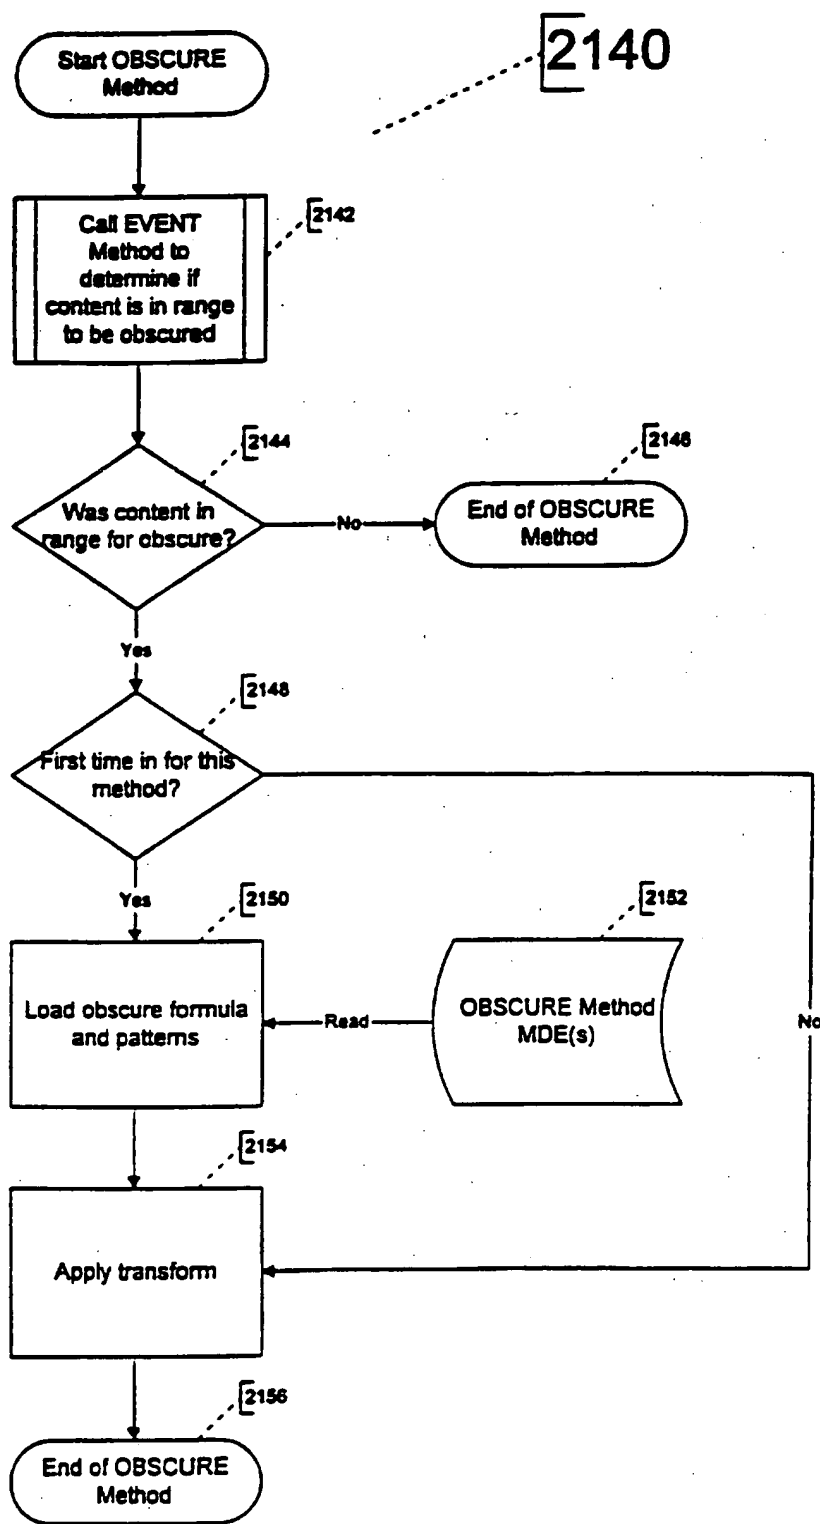 2140
Start OBSCURE
Method
2142
Call EVENT
Method to
determine if
content is in range
to be obscured
2144
Was content in
range for obscure?
No
2146
End of OBSCURE
Method
Yes
2148
First time in for this
method?
Yes
2150
Load obscure formula
and patterns
Read
2152
OBSCURE Method
MDE(s)
No
2154
Apply transform
2156
End of OBSCURE
Method